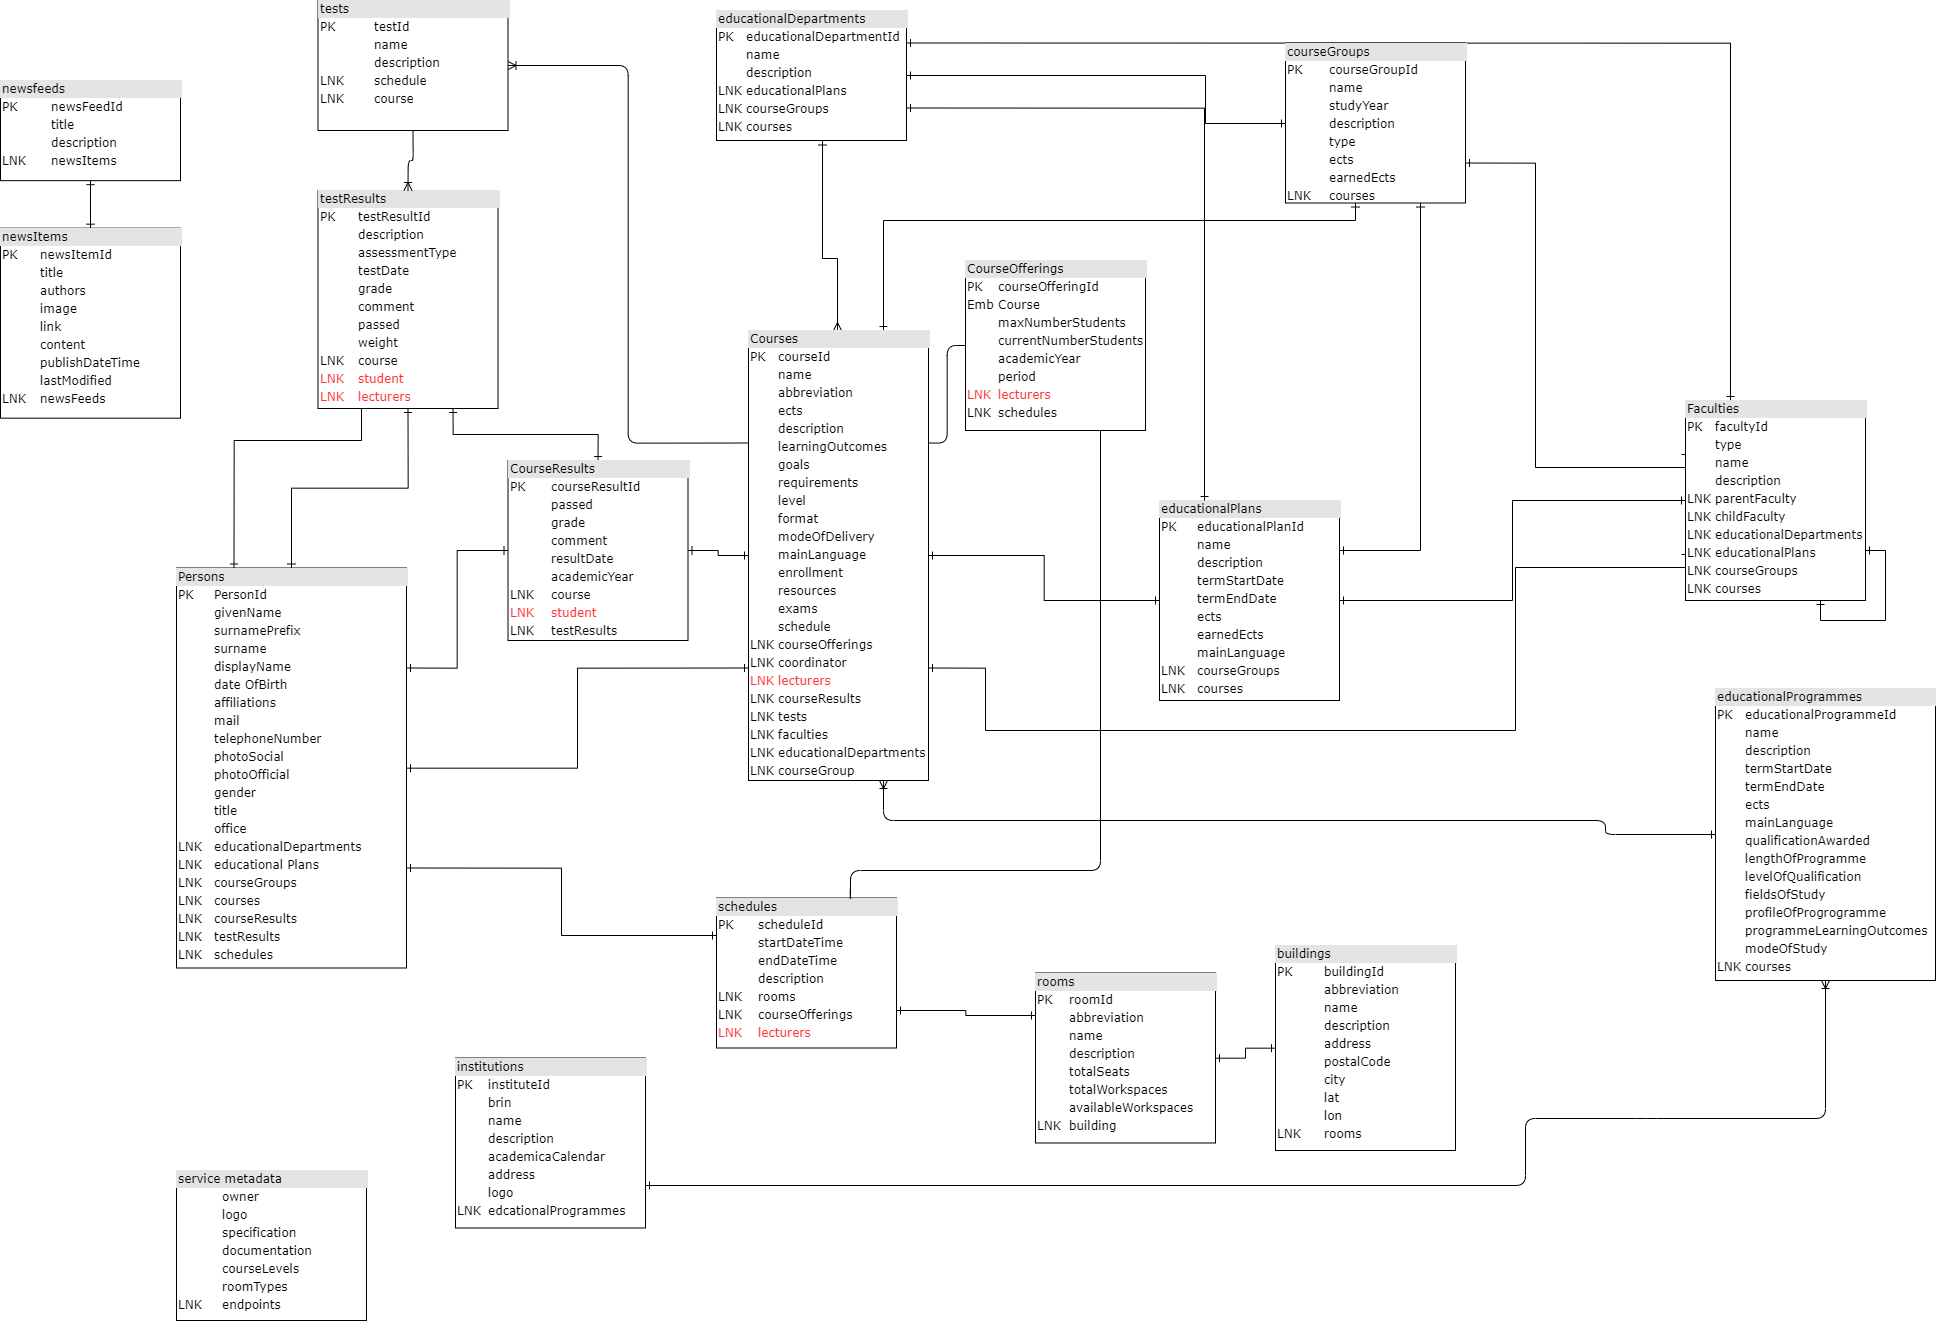 tests
PK testId
name
description
LNK schedule
LNK course
educationalDepartments
PK educationalDepartmentId
name
description
LNK educationalPlans
LNK courseGroups
LNK courses
courseGroups
PK courseGroupId
name
studyYear
description
type
ects
earnedEcts
LNK courses
newsfeeds
PK newsFeedId
title
description
LNK newsItems
newsItems
PK newsItemId
title
authors
image
link
content
publishDateTime
lastModified
LNK newsFeeds
testResults
PK testResultId
description
assessmentType
testDate
grade
comment
passed
weight
LNK course
LNK student
LNK lecturers
CourseOfferings
PK courseOfferingId
Emb Course
maxNumberStudents
currentNumberStudents
academicYear
period
LNK lecturers
LNK schedules
Courses
PK courseId
name
abbreviation
ects
description
learningOutcomes
goals
requirements
level
format
modeOfDelivery
mainLanguage
enrollment
resources
exams
schedule
LNK courseOfferings
LNK coordinator
LNK lecturers
LNK courseResults
LNK tests
LNK faculties
LNK educationalDepartments
LNK courseGroup
Faculties
PK facultyId
type
name
description
LNK parentFaculty
LNK childFaculty
LNK educationalDepartments
LNK educationalPlans
LNK courseGroups
LNK courses
CourseResults
PK courseResultId
passed
grade
comment
resultDate
academicYear
LNK course
LNK student
LNK testResults
educationalPlans
PK educationalPlanId
name
description
termStartDate
termEndDate
ects
earnedEcts
mainLanguage
LNK courseGroups
LNK courses
Persons
PK PersonId
givenName
surnamePrefix
surname
displayName
date OfBirth
affiliations
mail
telephoneNumber
photoSocial
photoOfficial
gender
title
office
LNK educationalDepartments
LNK educational Plans
LNK courseGroups
LNK courses
LNK courseResults
LNK testResults
LNK schedules
educationalProgrammes
PK educationalProgrammeId
name
description
termStartDate
termEndDate
ects
mainLanguage
qualificationAwarded
lengthOfProgramme
levelOfQualification
fieldsOfStudy
profileOfProgrogramme
programmeLearningOutcomes
modeOfStudy
LNK courses
schedules
PK scheduleId
startDateTime
endDateTime
description
LNK rooms
LNK courseOfferings
LNK lecturers
rooms
PK roomId
abbreviation
name
description
totalSeats
totalWorkspaces
availableWorkspaces
LNK building
buildings
PK buildingId
abbreviation
name
description
address
postalCode
city
lat
lon
LNK rooms
institutions
PK instituteId
brin
name
description
academicaCalendar
address
logo
LNK edcationalProgrammes
service metadata
owner
logo
specification
documentation
courseLevels
roomTypes
LNK endpoints